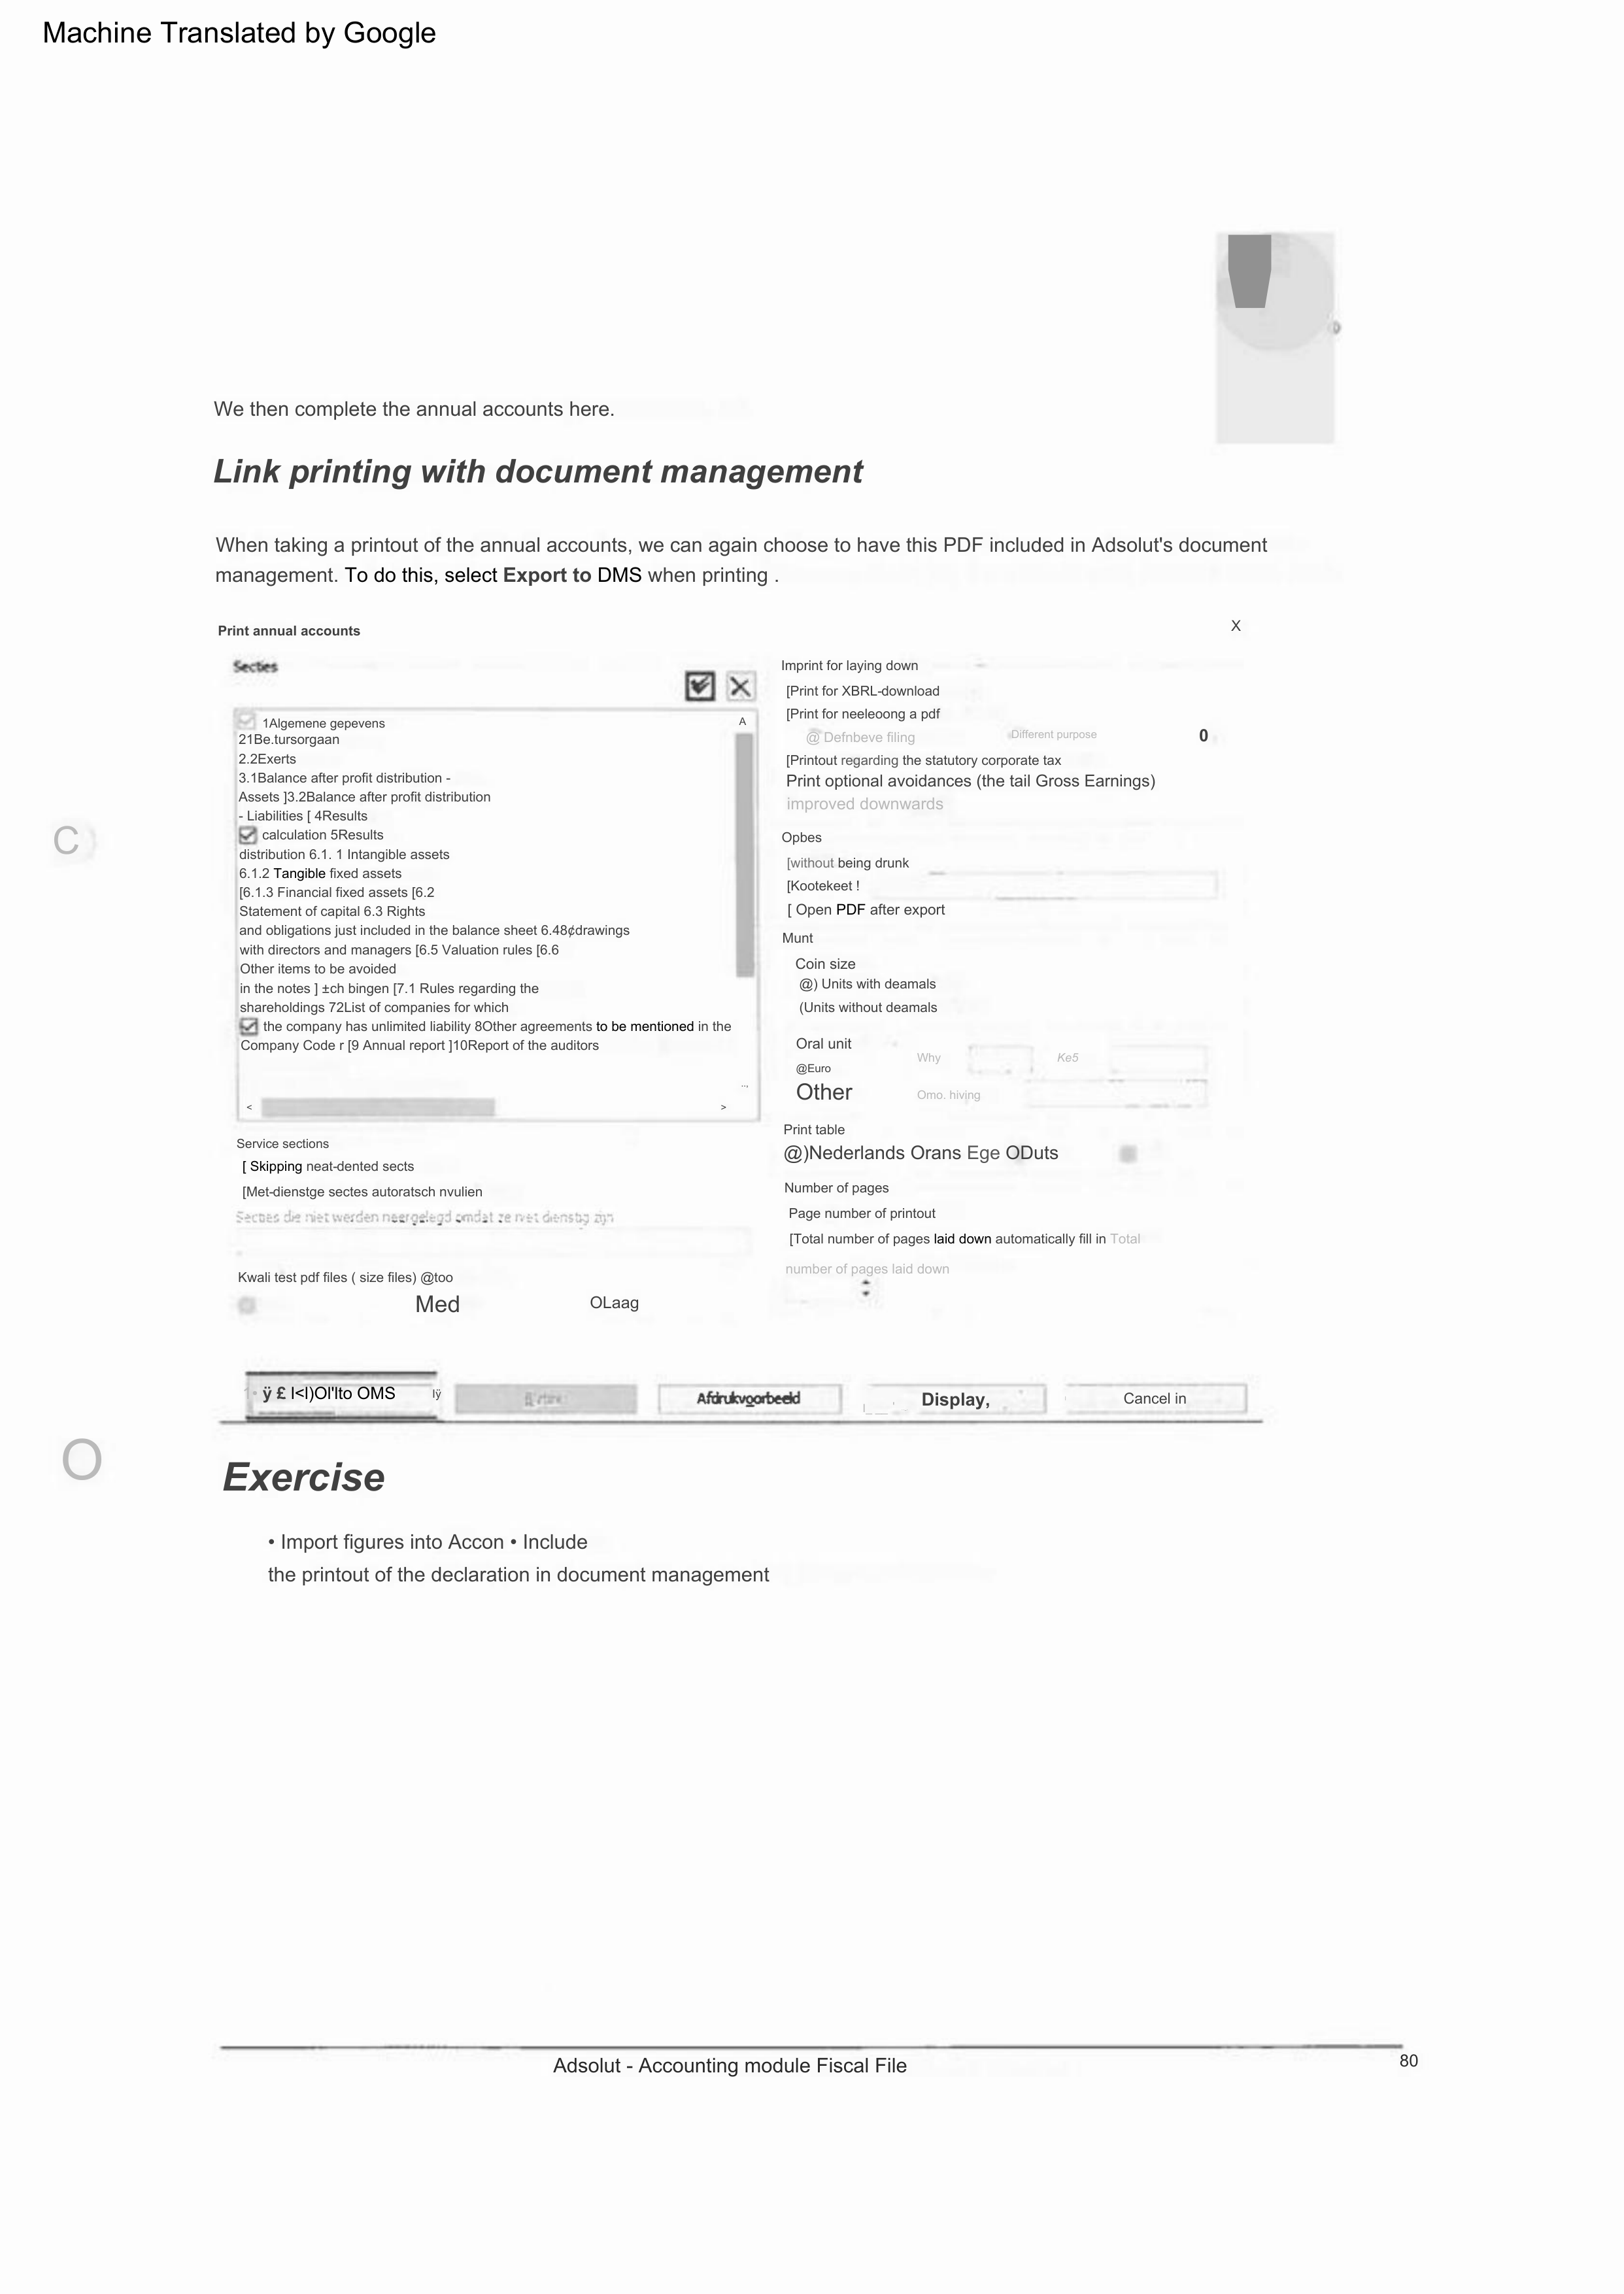 Machine Translated by Google
We then complete the annual accounts here.
Link printing with document management
When taking a printout of the annual accounts, we can again choose to have this PDF included in Adsolut's document
management. To do this, select Export to DMS when printing .
Print annual accounts
X
Secties
1Algemene gepevens
A
21Be.tursorgaan
2.2Exerts
3.1Balance after profit distribution -
Assets ]3.2Balance after profit distribution
- Liabilities [ 4Results
calculation 5Results
distribution 6.1. 1 Intangible assets
6.1.2 Tangible fixed assets
[6.1.3 Financial fixed assets [6.2
Statement of capital 6.3 Rights
and obligations just included in the balance sheet 6.48¢drawings
with directors and managers [6.5 Valuation rules [6.6
Other items to be avoided
in the notes ] ±ch bingen [7.1 Rules regarding the
shareholdings 72List of companies for which
the company has unlimited liability 8Other agreements to be mentioned in the
Company Code r [9 Annual report ]10Report of the auditors
< >
Service sections
[ Skipping neat-dented sects
[Met-dienstge sectes autoratsch nvulien
Secties die niet werden neergelegd omdat ze niet dienstig zijn
Kwali test pdf files ( size files) @too
Med OLaag
Imprint for laying down
[Print for XBRL-download
[Print for neeleoong a pdf
@ Defnbeve filing Different purpose 0
[Printout regarding the statutory corporate tax
Print optional avoidances (the tail Gross Earnings)
improved downwards
Opbes
[without being drunk
[Kootekeet !
[ Open PDF after export
Munt
Coin size
@) Units with deamals
(Units without deamals
Oral unit
Why Ke5
@Euro
Other Omo. hiving
Print table
@)Nederlands Orans Ege ODuts
Number of pages
Page number of printout
[Total number of pages laid down automatically fill in Total
number of pages laid down
ÿ £ l<l)Ol'lto OMS lÿ
Afdrukvoorbeeld
Display,
Cancel in
C
O
Exercise
• Import figures into Accon • Include
the printout of the declaration in document management
Adsolut - Accounting module Fiscal File
80